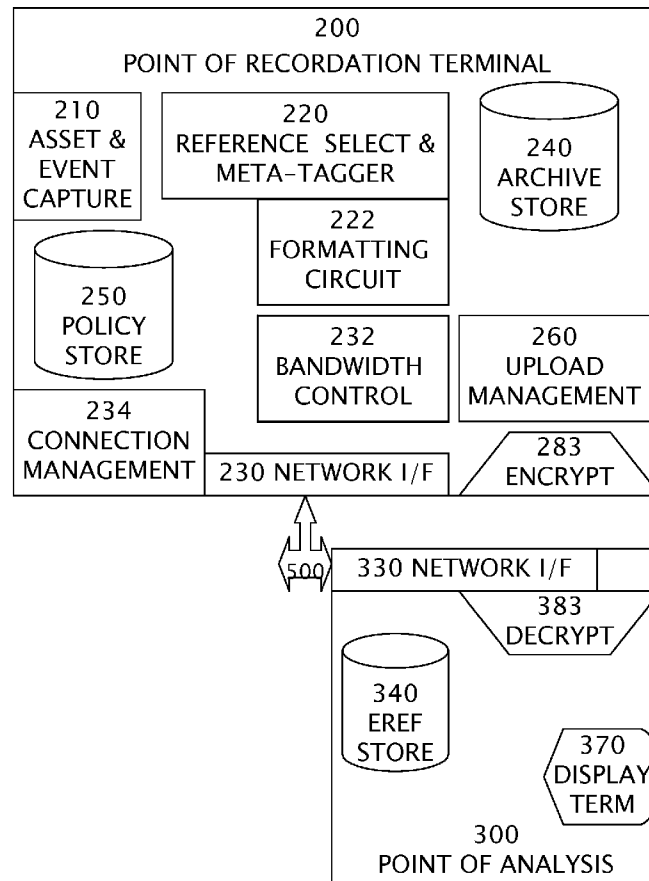 200
POINT OF RECORDATION TERMINAL
210
ASSET &
EVENT
CAPTURE
220
REFERENCE SELECT &
META-TAGGER
240
ARCHIVE
STORE
222
FORMATTING
CIRCUIT
250
POLICY
STORE
232
BANDWIDTH
CONTROL
260
UPLOAD
MANAGEMENT
234
CONNECTION
MANAGEMENT
230 NETWORK I/F
283
ENCRYPT
500
330 NETWORK I/F
383
DECRYPT
340
EREF
STORE
370
DISPLAY
TERM
300
POINT OF ANALYSIS